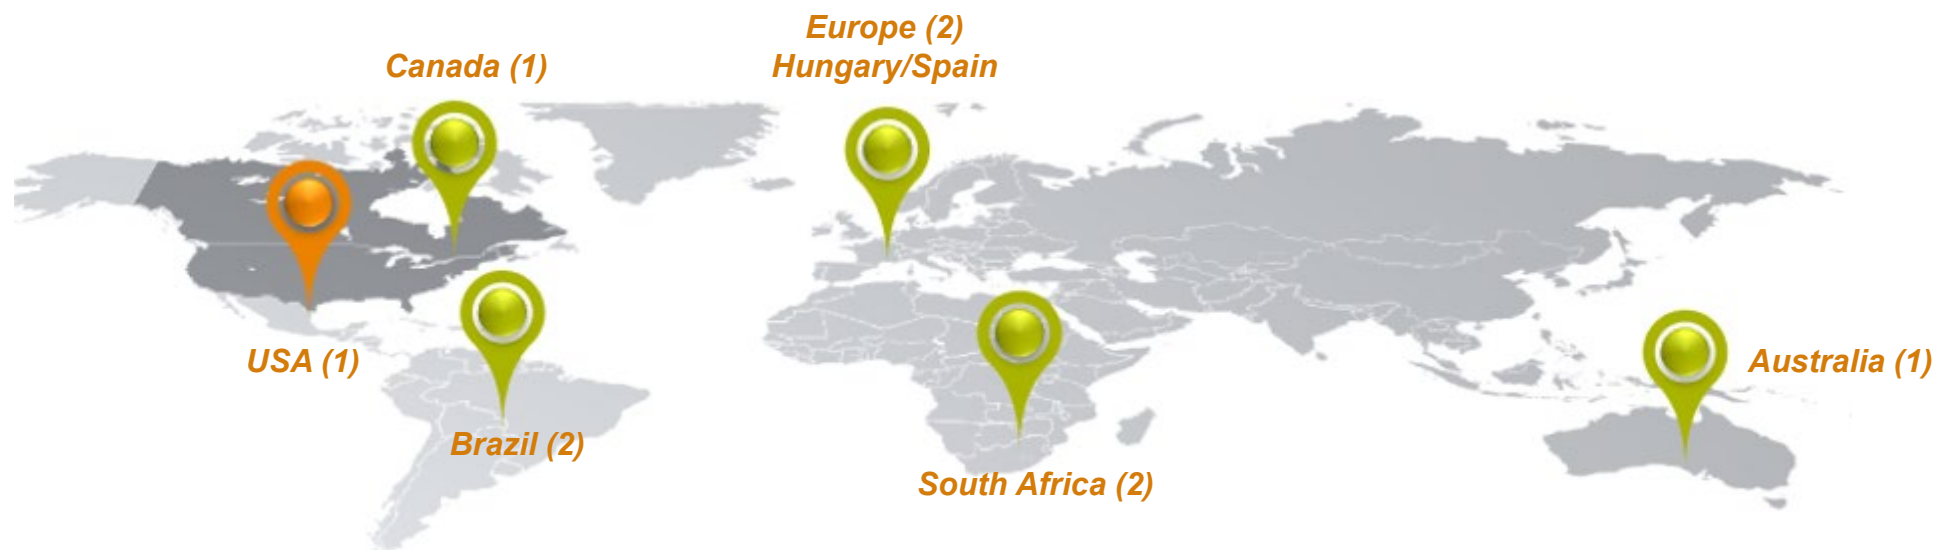 Europe (2)
Hungary/Spain
Canada (1)
USA (1)
Australia (1)
Brazil (2)
South Africa (2)